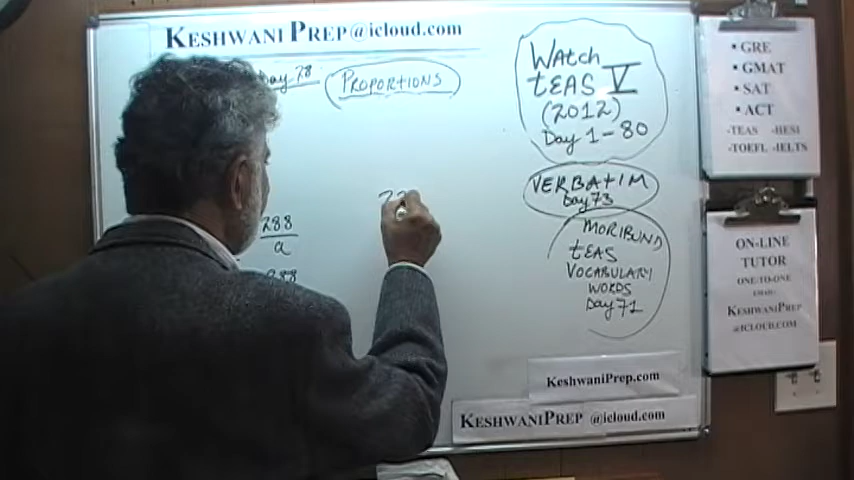 KESHWANI PREP@icloud.com
Day 78
PROPORTIONS
288
a
288
WAtch
tEAS V
(2012)
Day 1-80
VERBAtIM
Day 73
MORIBUND
tEAS
VOCABULARY
WORDS
Day 71
• GRE
• GMAT
• SAT
• ACT
-TEAS -HESI
-TOEFL -IELTS
ON-LINE
TUTOR
ONE/TO/ONE
EMAIL:
KESHWANIPREP
@ICLOUD.COM
KESHWANIPREP.COM
KESHWANIPREP @icloud.com